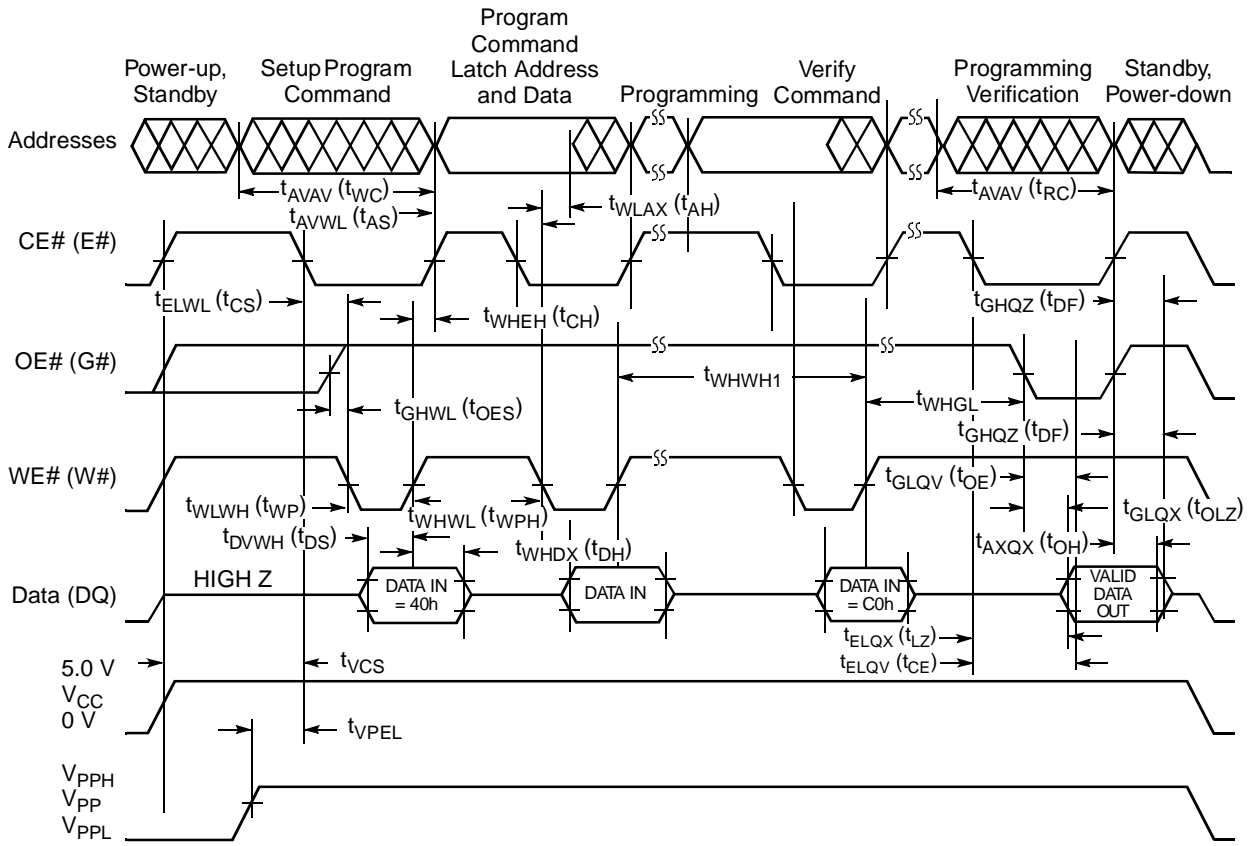 Power-up,
Standby
Setup Program
Command
Program
Command
Latch Address
and Data
Programming
Verify
Command
Programming
Verification
Standby,
Power-down
Addresses
tAVAV (tWC)
tAVWL (tAS)
tWLAX (tAH)
tAVAV (tRC)
CE# (E#)
tELWL (tCS)
tWHEH (tCH)
tGHQZ (tDF)
OE# (G#)
tWHWH1
tWHGL
tGHWL (tOES)
tGHQZ (tDF)
WE# (W#)
tGLQV (tOE)
tWLWH (tWP)
tWHWL (tWPH)
tGLQX (tOLZ)
tDVWH (tDS)
tWHDX (tDH)
tAXQX (tOH)
Data (DQ)
HIGH Z
DATA IN
= 40h
DATA IN
DATA IN
= C0h
VALID
DATA
OUT
tELQX (tLZ)
tELQV (tCE)
5.0 V
VCC
0 V
tVCS
tVPEL
VPPH
VPP
VPPL